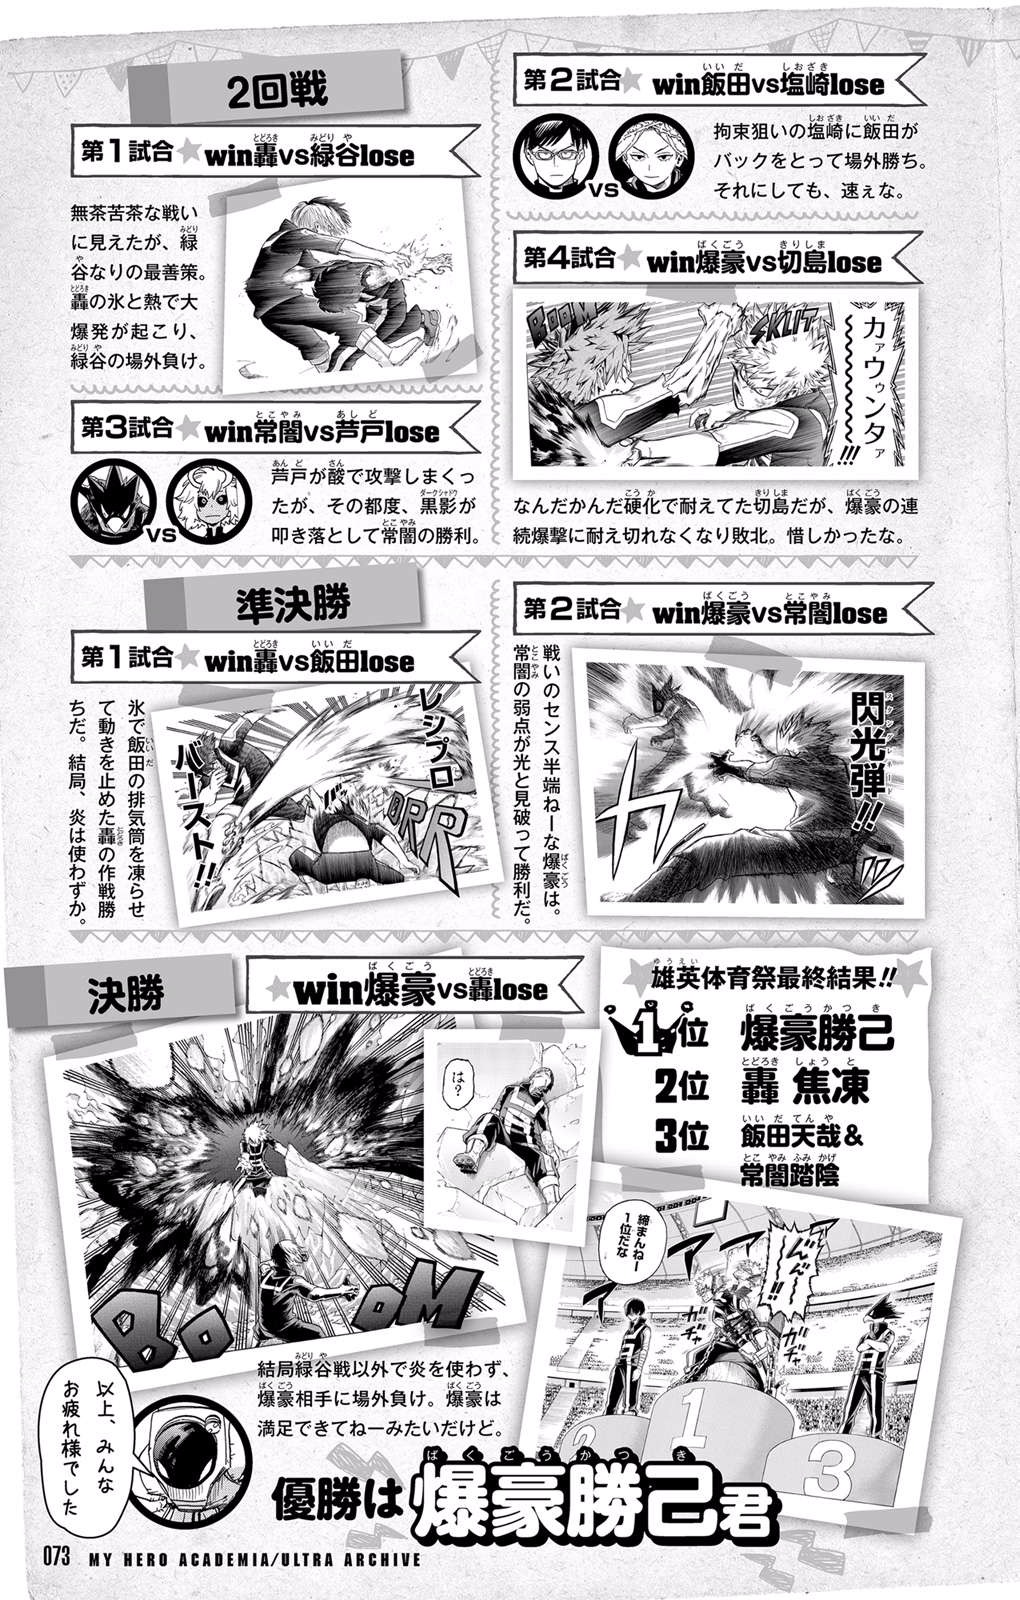 2回戦
第1試合★win轟vs緑谷lose
無茶苦茶な戦い
に見えたが、緑
谷なりの最善策。
轟の氷と熱で大
爆発が起こり、
緑谷の場外負け。
第2試合★win飯田vs塩崎lose
VS
拘束狙いの塩崎に飯田が
バックをとって場外勝ち。
それにしても、速ぇな。
第3試合★win常闇vs芦戸lose
VS
芦戸が酸で攻撃しまくっ
たが、その都度、黒影が
叩き落として常闇の勝利。
第4試合★win爆豪vs切島lose
BOOM
SKLIT
カァウゥンタァ!!!
なんだかんだ硬化で耐えてた切島だが、爆豪の連
続爆撃に耐え切れなくなり敗北。惜しかったな。
準決勝
第1試合★win轟vs飯田lose
氷で飯田の排気筒を凍らせ
て動きを止めた轟の作戦勝
ちだ。結局、炎は使わずか。
レシプロ
バースト!!
BRRR
第2試合★win爆豪vs常闇lose
戦いのセンス半端ねーな爆豪は。
常闇の弱点が光と見破って勝利だ。
閃光弾!!
カッ
決勝
★win爆豪vs轟lose
BOOOM
は?
結局緑谷戦以外で炎を使わず、
爆豪相手に場外負け。爆豪は
満足できてねーみたいだけど。
雄英体育祭最終結果!!
1位 爆豪勝己
2位 轟 焦凍
3位 飯田天哉&
常闇踏陰
締まんねー
1位だな
んん〜〜!!!
ガチャ
ガチャ
1
2
3
以上、みんな
お疲れ様でした
優勝は爆豪勝己君
073 MY HERO ACADEMIA/ULTRA ARCHIVE